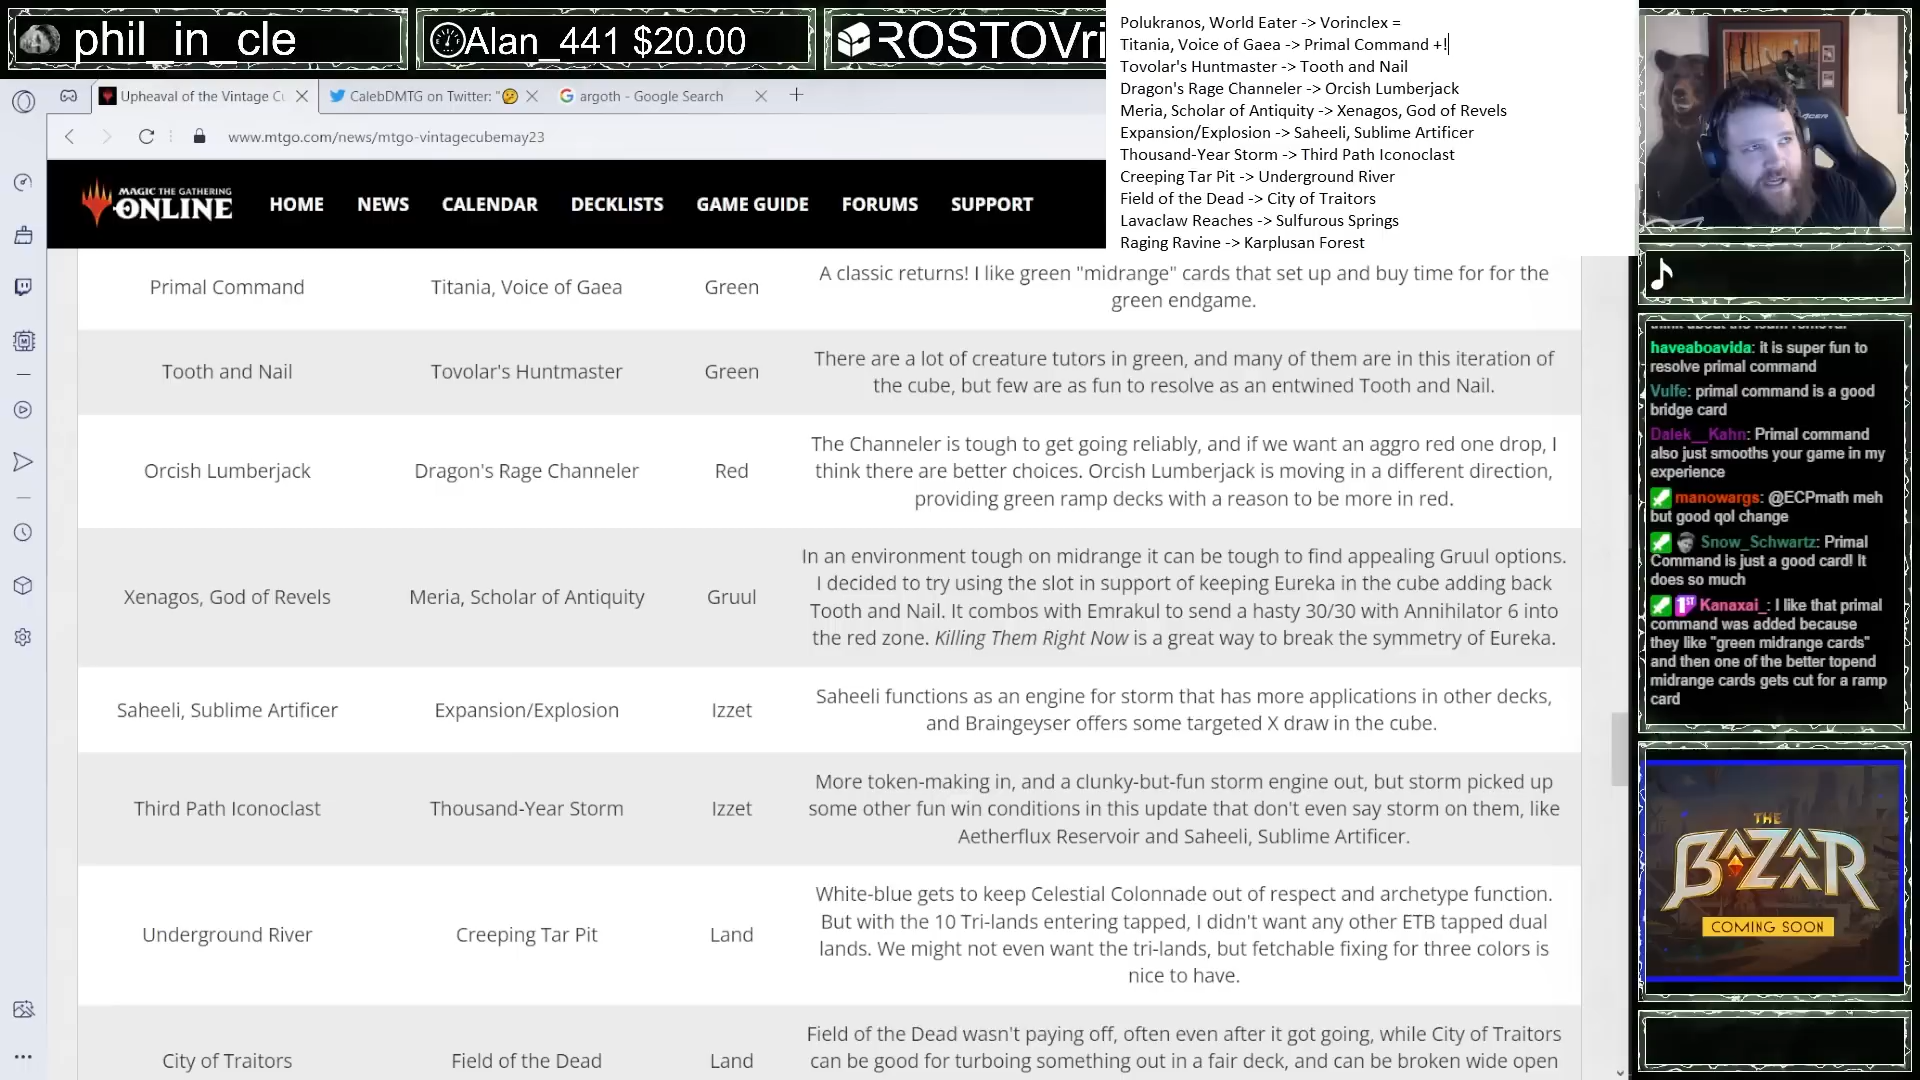 phil_in_cle
Alan_441 $20.00
ROSTOVri
Polukranos, World Eater -> Vorinclex =
Titania, Voice of Gaea -> Primal Command +!
Tovolar's Huntmaster -> Tooth and Nail
Dragon's Rage Channeler -> Orcish Lumberjack
Meria, Scholar of Antiquity -> Xenagos, God of Revels
Expansion/Explosion -> Saheeli, Sublime Artificer
Thousand-Year Storm -> Third Path Iconoclast
Creeping Tar Pit -> Underground River
Field of the Dead -> City of Traitors
Lavaclaw Reaches -> Sulfurous Springs
Raging Ravine -> Karplusan Forest
Upheaval of the Vintage Cu
CalebDMTG on Twitter: "🤔
argoth - Google Search
www.mtgo.com/news/mtgo-vintagecubemay23
MAGIC THE GATHERING
ONLINE
HOME NEWS CALENDAR DECKLISTS GAME GUIDE FORUMS SUPPORT
Primal Command
Titania, Voice of Gaea
Green
A classic returns! I like green "midrange" cards that set up and buy time for for the
green endgame.
Tooth and Nail
Tovolar's Huntmaster
Green
There are a lot of creature tutors in green, and many of them are in this iteration of
the cube, but few are as fun to resolve as an entwined Tooth and Nail.
Orcish Lumberjack
Dragon's Rage Channeler
Red
The Channeler is tough to get going reliably, and if we want an aggro red one drop, I
think there are better choices. Orcish Lumberjack is moving in a different direction,
providing green ramp decks with a reason to be more in red.
Xenagos, God of Revels
Meria, Scholar of Antiquity
Gruul
In an environment tough on midrange it can be tough to find appealing Gruul options.
I decided to try using the slot in support of keeping Eureka in the cube adding back
Tooth and Nail. It combos with Emrakul to send a hasty 30/30 with Annihilator 6 into
the red zone. Killing Them Right Now is a great way to break the symmetry of Eureka.
Saheeli, Sublime Artificer
Expansion/Explosion
Izzet
Saheeli functions as an engine for storm that has more applications in other decks,
and Braingeyser offers some targeted X draw in the cube.
Third Path Iconoclast
Thousand-Year Storm
Izzet
More token-making in, and a clunky-but-fun storm engine out, but storm picked up
some other fun win conditions in this update that don't even say storm on them, like
Aetherflux Reservoir and Saheeli, Sublime Artificer.
Underground River
Creeping Tar Pit
Land
White-blue gets to keep Celestial Colonnade out of respect and archetype function.
But with the 10 Tri-lands entering tapped, I didn't want any other ETB tapped dual
lands. We might not even want the tri-lands, but fetchable fixing for three colors is
nice to have.
City of Traitors
Field of the Dead
Land
Field of the Dead wasn't paying off, often even after it got going, while City of Traitors
can be good for turboing something out in a fair deck, and can be broken wide open
haveaboavida: it is super fun to
resolve primal command
Vulfe: primal command is a good
bridge card
Dalek__Kahn: Primal command
also just smooths your game in my
experience
manowargs: @ECPmath meh
but good qol change
Snow_Schwartz: Primal
Command is just a good card! It
does so much
1ST Kanaxai_: I like that primal
command was added because
they like "green midrange cards"
and then one of the better topend
midrange cards gets cut for a ramp
card
THE
BAZAAR
COMING SOON